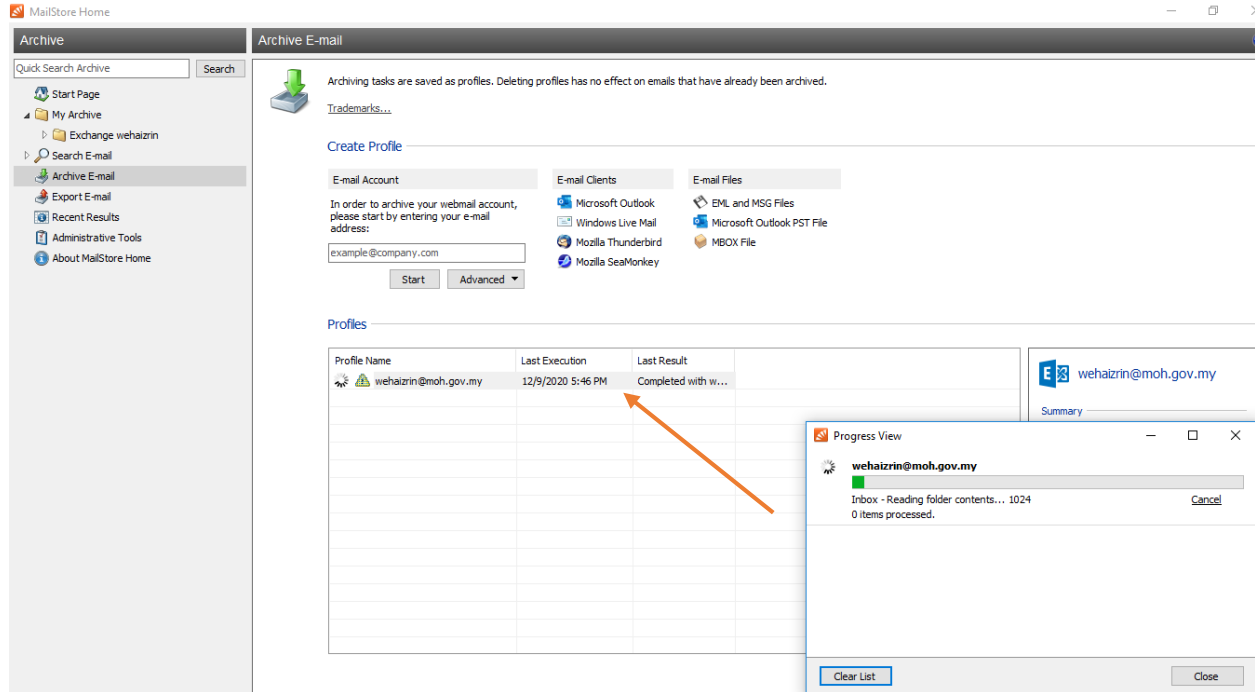 MailStore Home
Archive
Archive E-mail
Quick Search Archive
Search
Start Page
My Archive
Exchange wehaizrin
Search E-mail
Archive E-mail
Export E-mail
Recent Results
Administrative Tools
About MailStore Home
Archiving tasks are saved as profiles. Deleting profiles has no effect on emails that have already been archived.
Trademarks...
Create Profile
E-mail Account
In order to archive your webmail account,
please start by entering your e-mail
address:
example@company.com
Start
Advanced
E-mail Clients
Microsoft Outlook
Windows Live Mail
Mozilla Thunderbird
Mozilla SeaMonkey
E-mail Files
EML and MSG Files
Microsoft Outlook PST File
MBOX File
Profiles
Profile Name Last Execution Last Result
wehaizrin@moh.gov.my 12/9/2020 5:46 PM Completed with w...
wehaizrin@moh.gov.my
Summary
Progress View
wehaizrin@moh.gov.my
Inbox - Reading folder contents... 1024
Cancel
0 items processed.
Clear List
Close